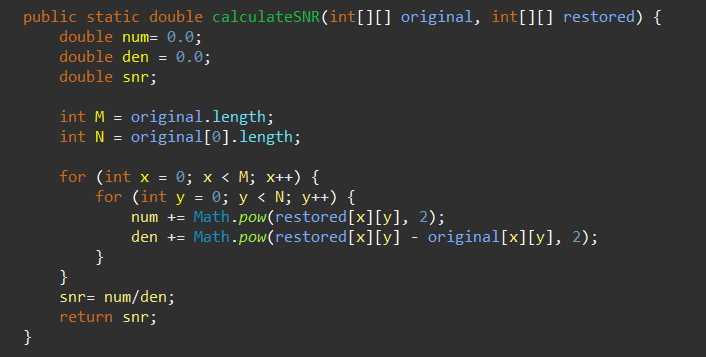 public static double calculateSNR(int[][] original, int[][] restored) {
    double num= 0.0;
    double den = 0.0;
    double snr;

    int M = original.length;
    int N = original[0].length;

    for (int x = 0; x < M; x++) {
        for (int y = 0; y < N; y++) {
            num += Math.pow(restored[x][y], 2);
            den += Math.pow(restored[x][y] - original[x][y], 2);
        }
    }
    snr= num/den;
    return snr;
}